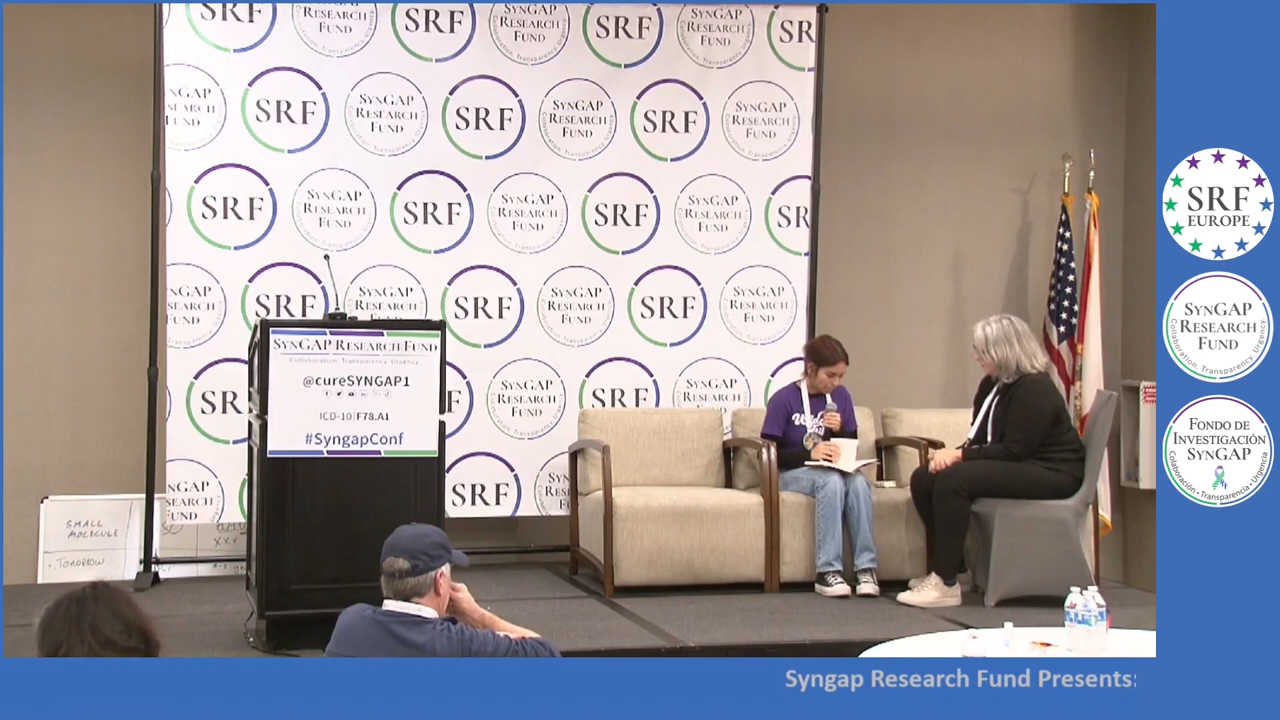 SRF
SYNGAP
RESEARCH
FUND
Collaboration, Transparency, Urgency
SYNGAP RESEARCH FUND
Collaboration. Transparency. Urgency
@cureSYNGAP1
ICD-10|F78.A1
#SyngapConf
SMALL
MOLECULE
. TOMORROW
XXX
SRF
EUROPE
SYNGAP
RESEARCH
FUND
Collaboration, Transparency, Urgency
FONDO DE
INVESTIGACIÓN
SYNGAP
Colaboración • Transparencia • Urgencia
Syngap Research Fund Presents: